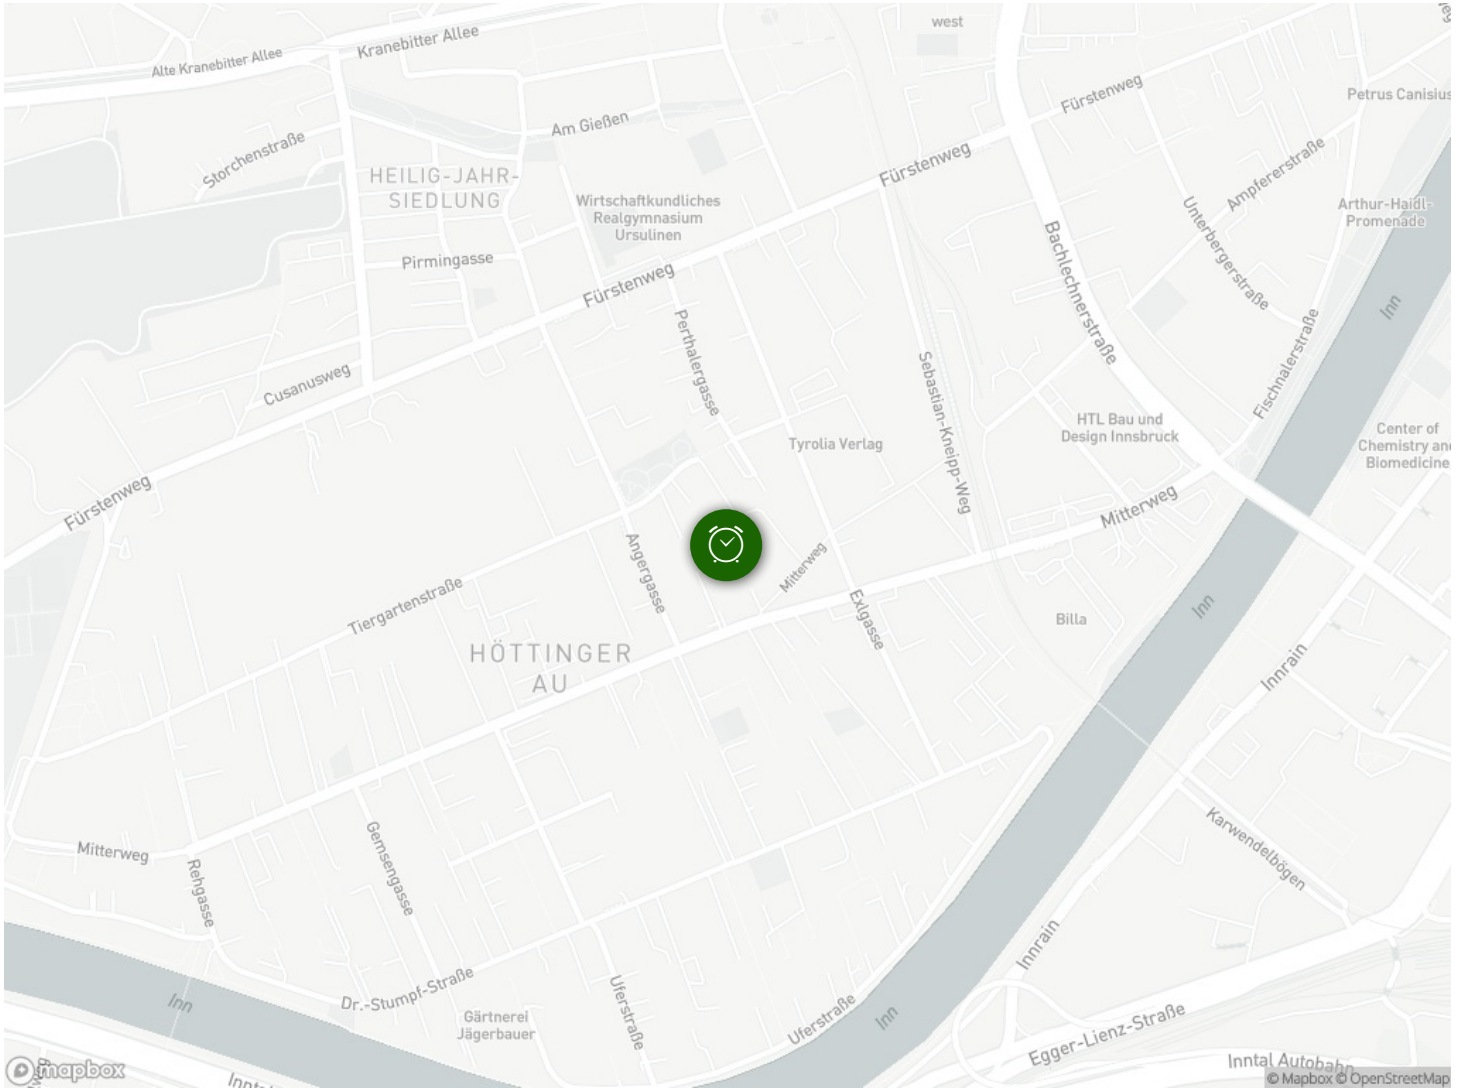 west
Kranebitter Allee
Alte Kranebitter Allee
Fürstenweg
Petrus Canisius
Am Gießen
Storchenstraße
Fürstenweg
HEILIG-JAHR-
SIEDLUNG
Ampfererstraße
Wirtschaftkundliches
Realgymnasium
Ursulinen
Unterbergerstraße
Arthur-Haidl-
Promenade
Pirmingasse
Fürstenweg
Bachlechnerstraße
Inn
Perthalergasse
Sebastian-Kneipp-Weg
Fischnalerstraße
Cusanusweg
HTL Bau und
Design Innsbruck
Tyrolia Verlag
Center of
Chemistry and
Biomedicine
Fürstenweg
Mitterweg
Angergasse
Mitterweg
Tiergartenstraße
Exlgasse
Inn
Billa
HÖTTINGER
AU
Innrain
Mitterweg
Gemsengasse
Karwendelbögen
Rehgasse
Innrain
Dr.-Stumpf-Straße
Inn
Uferstraße
Gärtnerei
Jägerbauer
Uferstraße
Inn
Egger-Lienz-Straße
Inntal Autobahn
mapbox
© Mapbox © OpenStreetMap